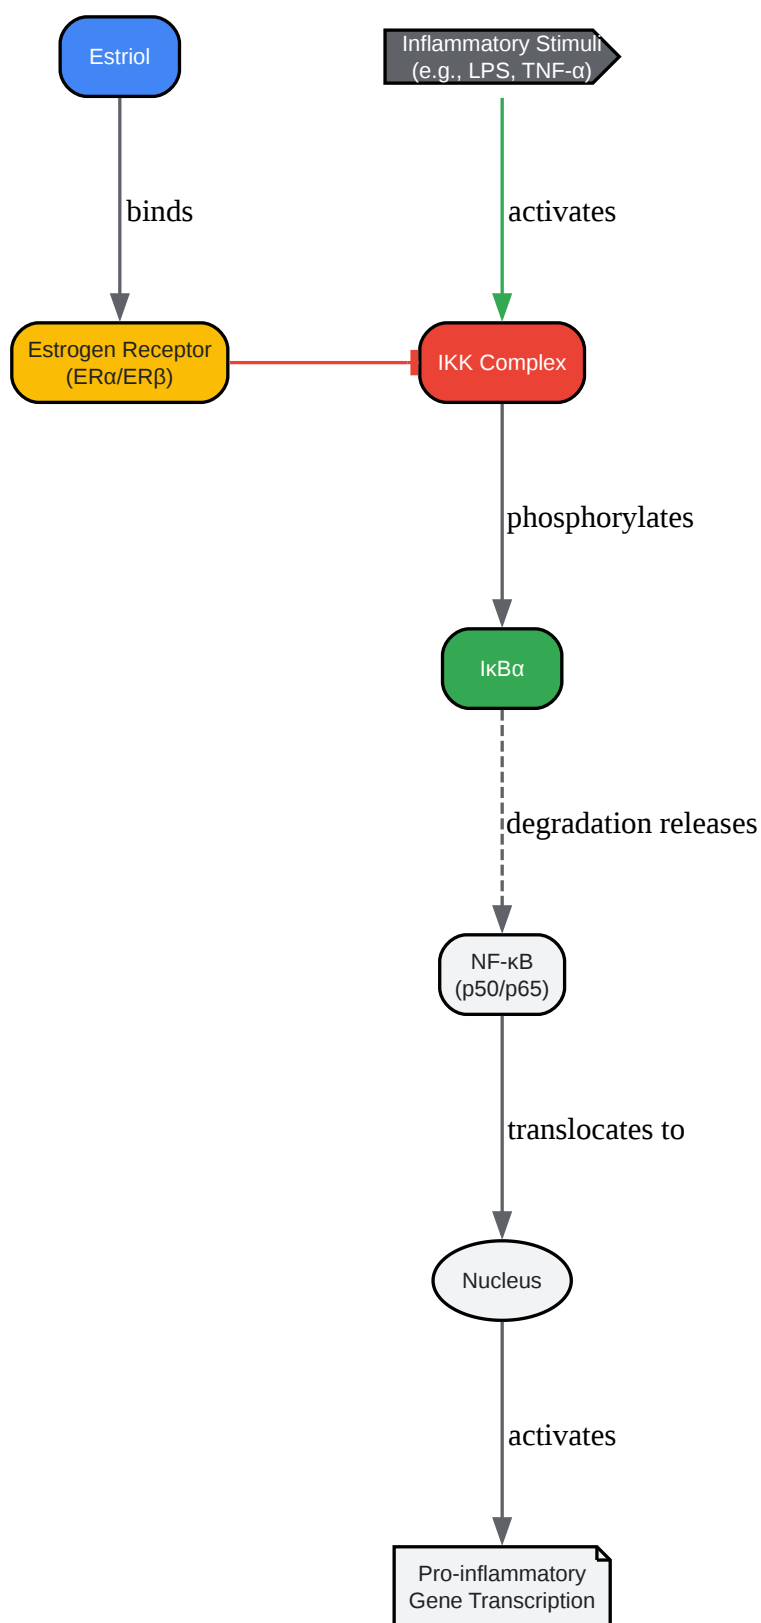 Estriol
Inflammatory Stimuli
(e.g., LPS, TNF-α)
binds
activates
Estrogen Receptor
(ERα/ERβ)
IKK Complex
phosphorylates
IκBα
degradation releases
NF-κB
(p50/p65)
translocates to
Nucleus
activates
Pro-inflammatory
Gene Transcription